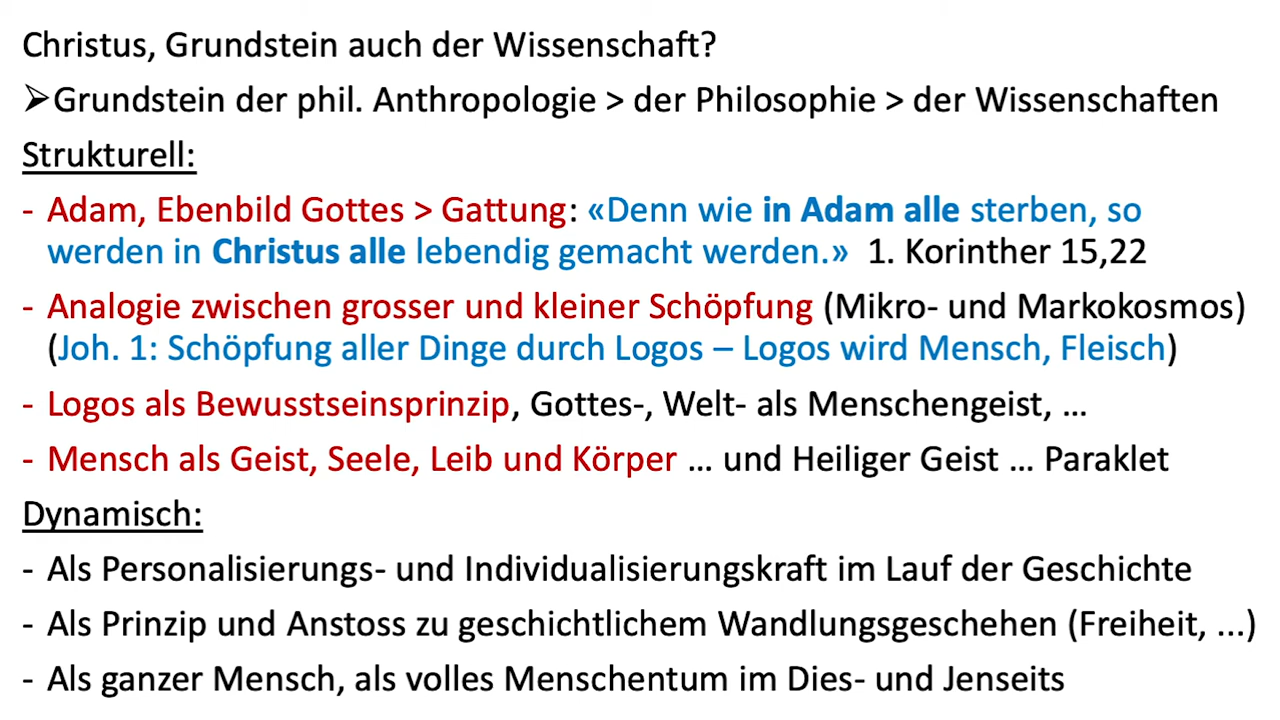 Christus, Grundstein auch der Wissenschaft?
➢Grundstein der phil. Anthropologie > der Philosophie > der Wissenschaften
Strukturell:
- Adam, Ebenbild Gottes > Gattung: «Denn wie in Adam alle sterben, so
werden in Christus alle lebendig gemacht werden.» 1. Korinther 15,22
- Analogie zwischen grosser und kleiner Schöpfung (Mikro- und Markokosmos)
(Joh. 1: Schöpfung aller Dinge durch Logos – Logos wird Mensch, Fleisch)
- Logos als Bewusstseinsprinzip, Gottes-, Welt- als Menschengeist, ...
- Mensch als Geist, Seele, Leib und Körper ... und Heiliger Geist ... Paraklet
Dynamisch:
- Als Personalisierungs- und Individualisierungskraft im Lauf der Geschichte
- Als Prinzip und Anstoss zu geschichtlichem Wandlungsgeschehen (Freiheit, ...)
- Als ganzer Mensch, als volles Menschentum im Dies- und Jenseits